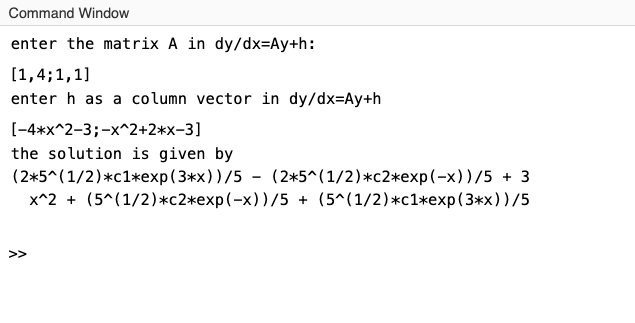 Command Window
enter the matrix A in dy/dx=Ay+h:
[1,4;1,1]
enter h as a column vector in dy/dx=Ay+h
[-4*x^2-3;-x^2+2*x-3]
the solution is given by
(2*5^(1/2)*c1*exp(3*x))/5 - (2*5^(1/2)*c2*exp(-x))/5 + 3
x^2 + (5^(1/2)*c2*exp(-x))/5 + (5^(1/2)*c1*exp(3*x))/5
>>